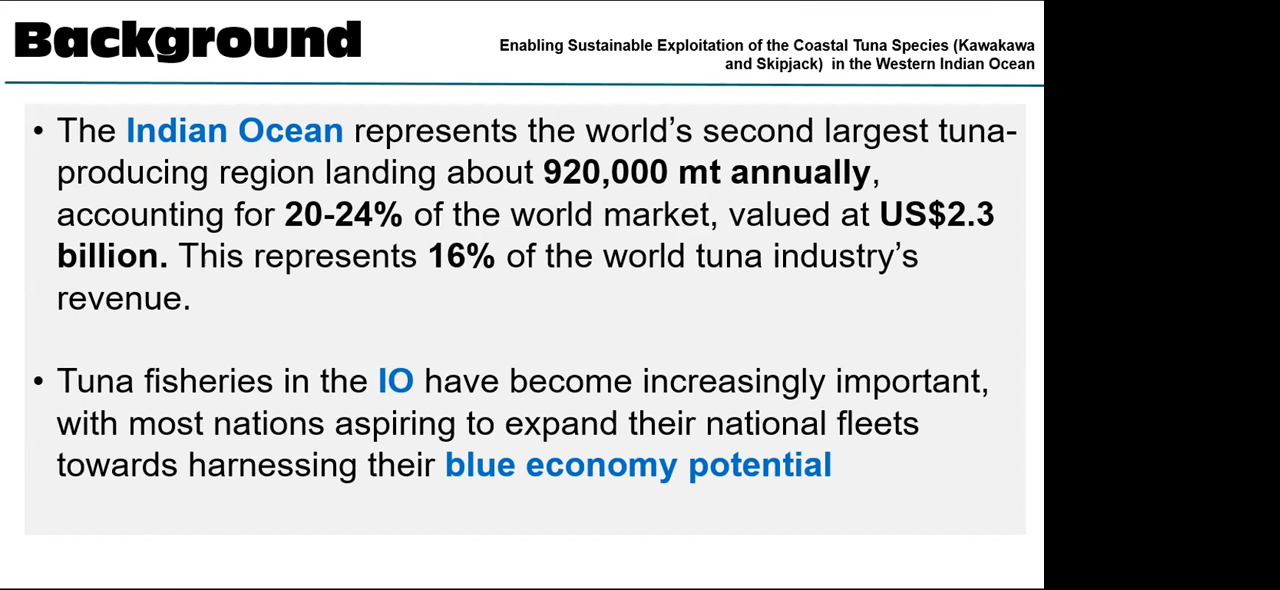 Background
Enabling Sustainable Exploitation of the Coastal Tuna Species (Kawakawa
and Skipjack)  in the Western Indian Ocean
• The Indian Ocean represents the world’s second largest tuna-
producing region landing about 920,000 mt annually,
accounting for 20-24% of the world market, valued at US$2.3
billion. This represents 16% of the world tuna industry’s
revenue.
• Tuna fisheries in the IO have become increasingly important,
with most nations aspiring to expand their national fleets
towards harnessing their blue economy potential